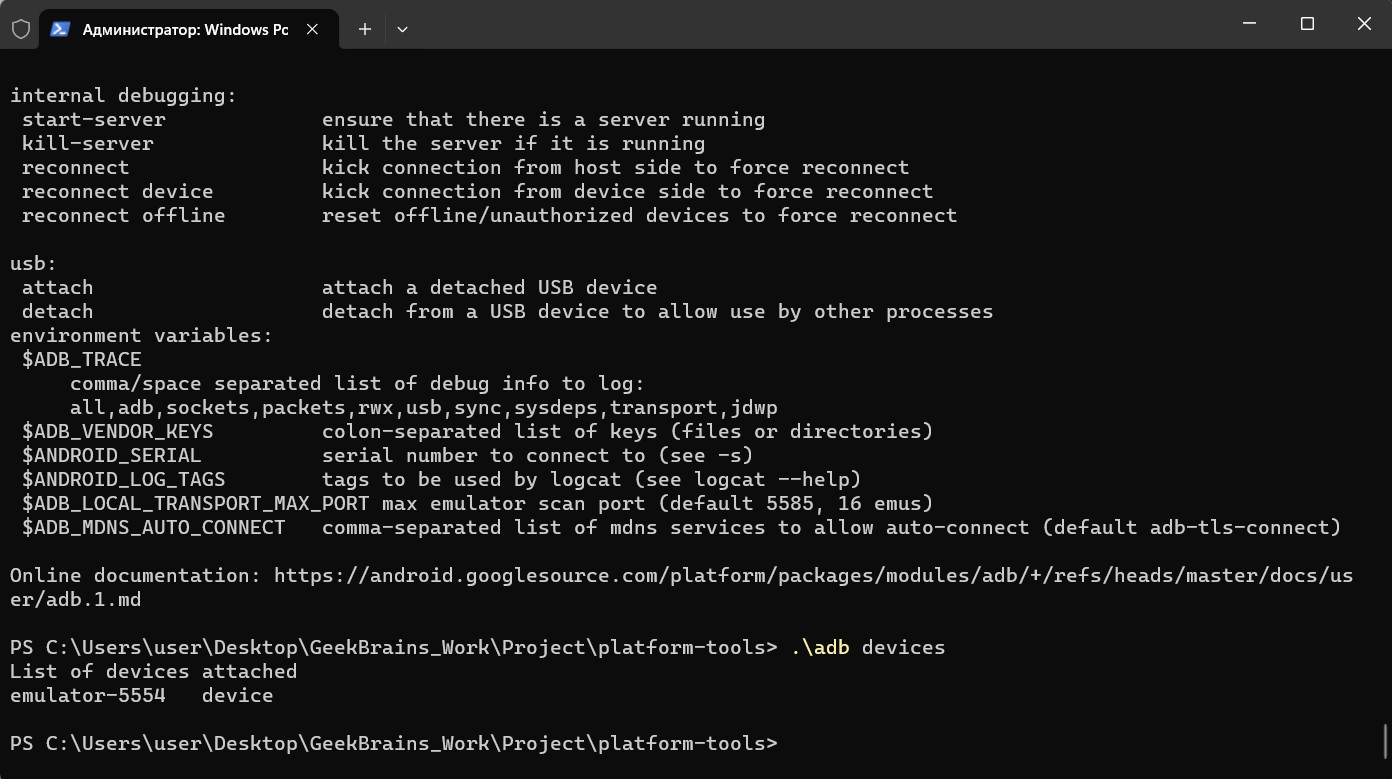 Администратор: Windows Po
internal debugging:
 start-server             ensure that there is a server running
 kill-server              kill the server if it is running
 reconnect                kick connection from host side to force reconnect
 reconnect device         kick connection from device side to force reconnect
 reconnect offline        reset offline/unauthorized devices to force reconnect
usb:
 attach                   attach a detached USB device
 detach                   detach from a USB device to allow use by other processes
environment variables:
 $ADB_TRACE
     comma/space separated list of debug info to log:
     all,adb,sockets,packets,rwx,usb,sync,sysdeps,transport,jdwp
 $ADB_VENDOR_KEYS         colon-separated list of keys (files or directories)
 $ANDROID_SERIAL          serial number to connect to (see -s)
 $ANDROID_LOG_TAGS        tags to be used by logcat (see logcat --help)
 $ADB_LOCAL_TRANSPORT_MAX_PORT max emulator scan port (default 5585, 16 emus)
 $ADB_MDNS_AUTO_CONNECT   comma-separated list of mdns services to allow auto-connect (default adb-tls-connect)
Online documentation: https://android.googlesource.com/platform/packages/modules/adb/+/refs/heads/master/docs/us
er/adb.1.md
PS C:\Users\user\Desktop\GeekBrains_Work\Project\platform-tools> .\adb devices
List of devices attached
emulator-5554   device
PS C:\Users\user\Desktop\GeekBrains_Work\Project\platform-tools>